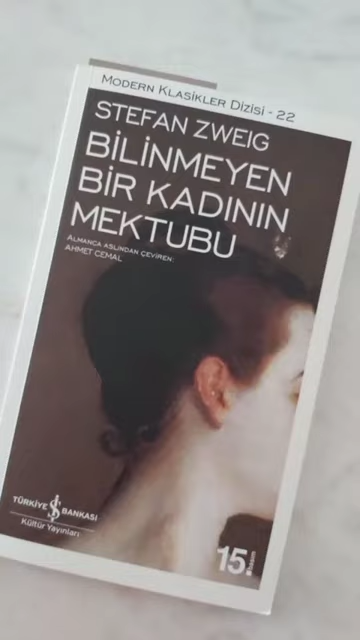 MODERN KLASİKLER DİZİSİ - 22
STEFAN ZWEIG
BİLİNMEYEN
BİR KADININ
MEKTUBU
ALMANCA ASLINDAN ÇEVİREN:
AHMET CEMAL
TÜRKİYE İŞ BANKASI
Kültür Yayınları
15.
Basım